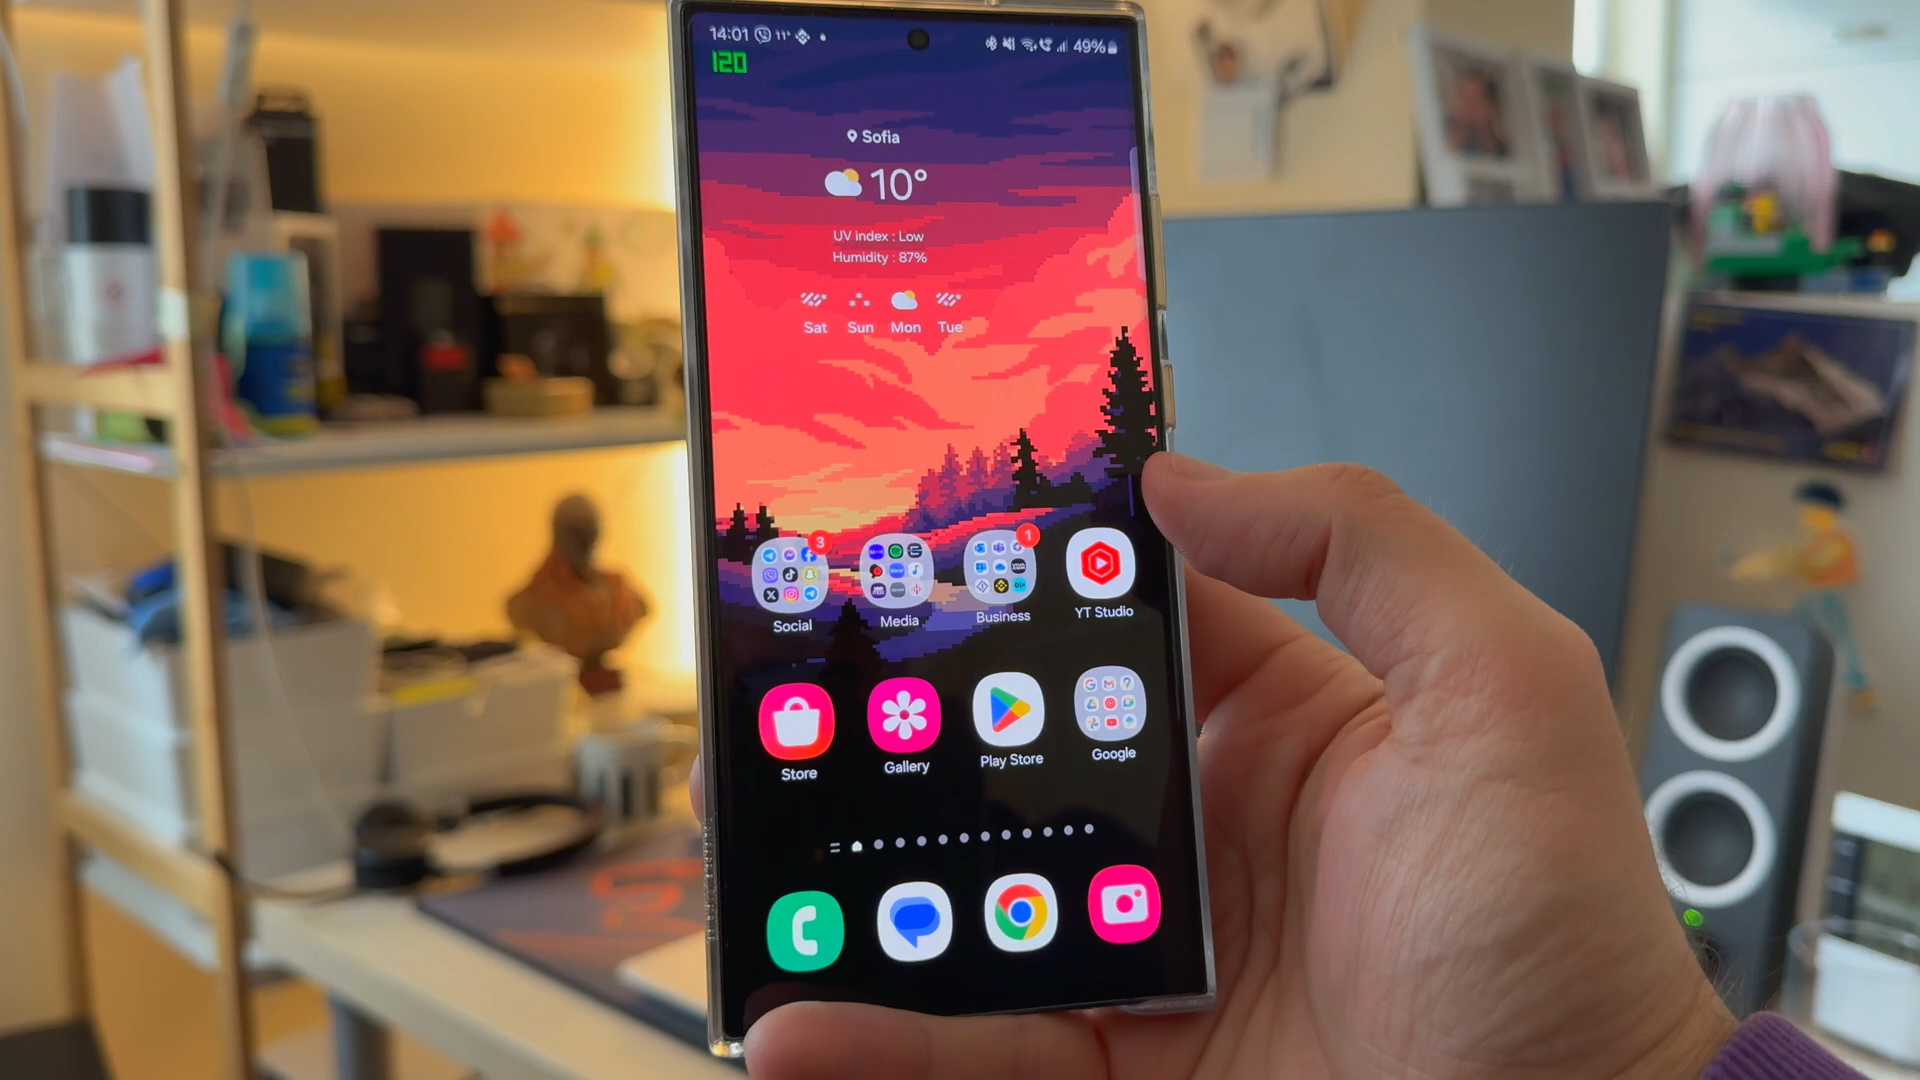 14:01 11° 49%
120
Sofia
10°
UV index : Low
Humidity : 87%
Sat Sun Mon Tue
3 1
Social Media Business YT Studio
Store Gallery Play Store Google